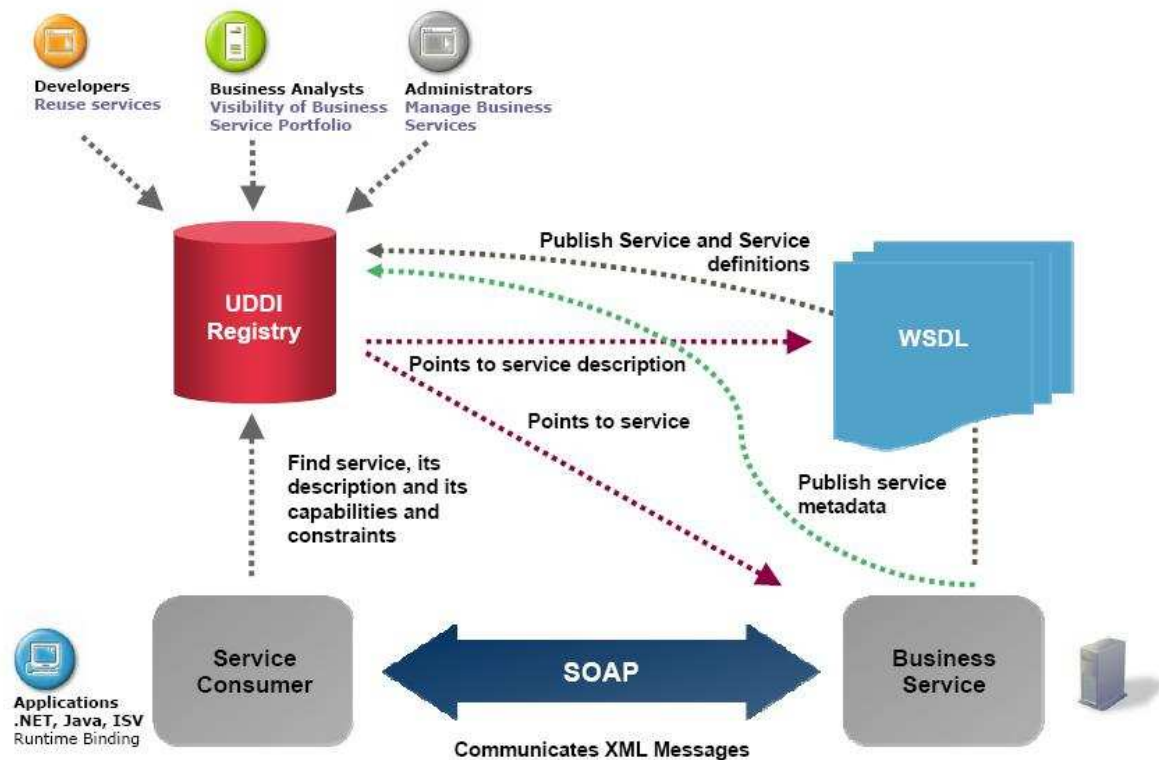 Developers
Reuse services
Business Analysts
Visibility of Business
Service Portfolio
Administrators
Manage Business
Services
Publish Service and Service
definitions
UDDI
Registry
WSDL
Points to service description
Points to service
Find service, its
description and its
capabilities and
constraints
Publish service
metadata
Service
Consumer
SOAP
Business
Service
Applications
.NET, Java, ISV
Runtime Binding
Communicates XML Messages